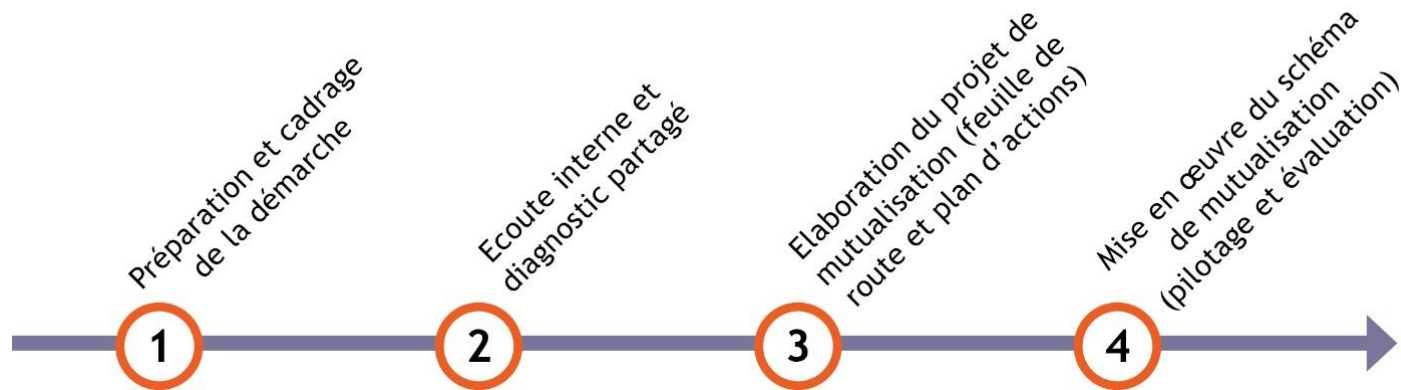 Préparation et cadrage
de la démarche
Ecoute interne et
diagnostic partagé
Elaboration du projet de
mutualisation (feuille de
route et plan d'actions)
Mise en œuvre du schéma
de mutualisation
(pilotage et évaluation)
1
2
3
4